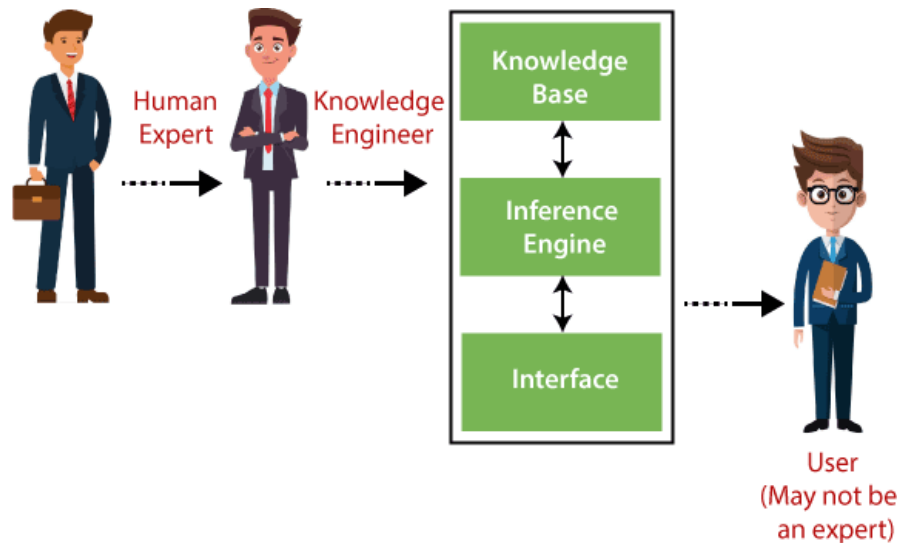 Human
Expert
Knowledge
Engineer
Knowledge
Base
Inference
Engine
Interface
User
(May not be
an expert)